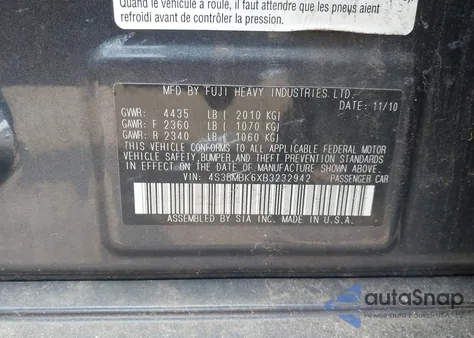 Quand le véhicule a roulé, il faut attendre que les pneus aient
refroidi avant de contrôler la pression.
MFD BY FUJI HEAVY INDUSTRIES LTD.
DATE: 11/10
GVWR: 4435 LB ( 2010 KG)
GAWR: F 2360 LB ( 1070 KG)
GAWR: R 2340 LB ( 1060 KG)
THIS VEHICLE CONFORMS TO ALL APPLICABLE FEDERAL MOTOR
VEHICLE SAFETY, BUMPER, AND THEFT PREVENTION STANDARDS
IN EFFECT ON THE DATE OF MANUFACTURE SHOWN ABOVE.
VIN: 4S3BMBK6XB3232942 PASSENGER CAR
ASSEMBLED BY SIA INC. MADE IN U.S.A.
autoSnap